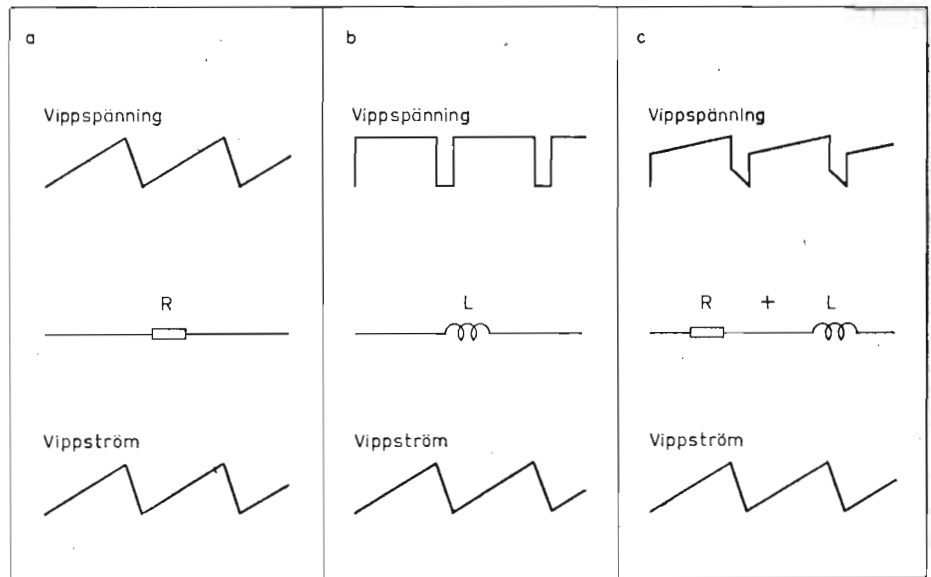 a
Vippspänning
R
Vippström
b
Vippspänning
L
Vippström
c
Vippspänning
R + L
Vippström